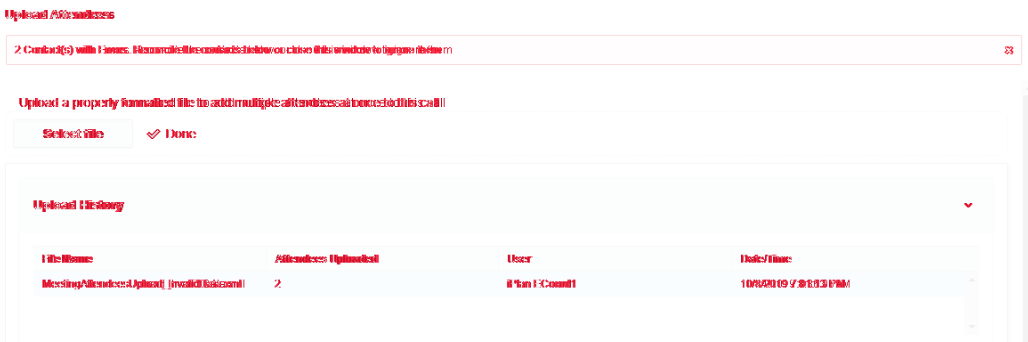 Upload Attendees
2 Contact(s) with Errors. Reconcile the contacts below or close this window to ignore them
Upload a properly formatted file to add multiple attendees at once to this call
Select file
Done
Upload History
File Name Attendees Uploaded User Date/Time
2 10/8/2019